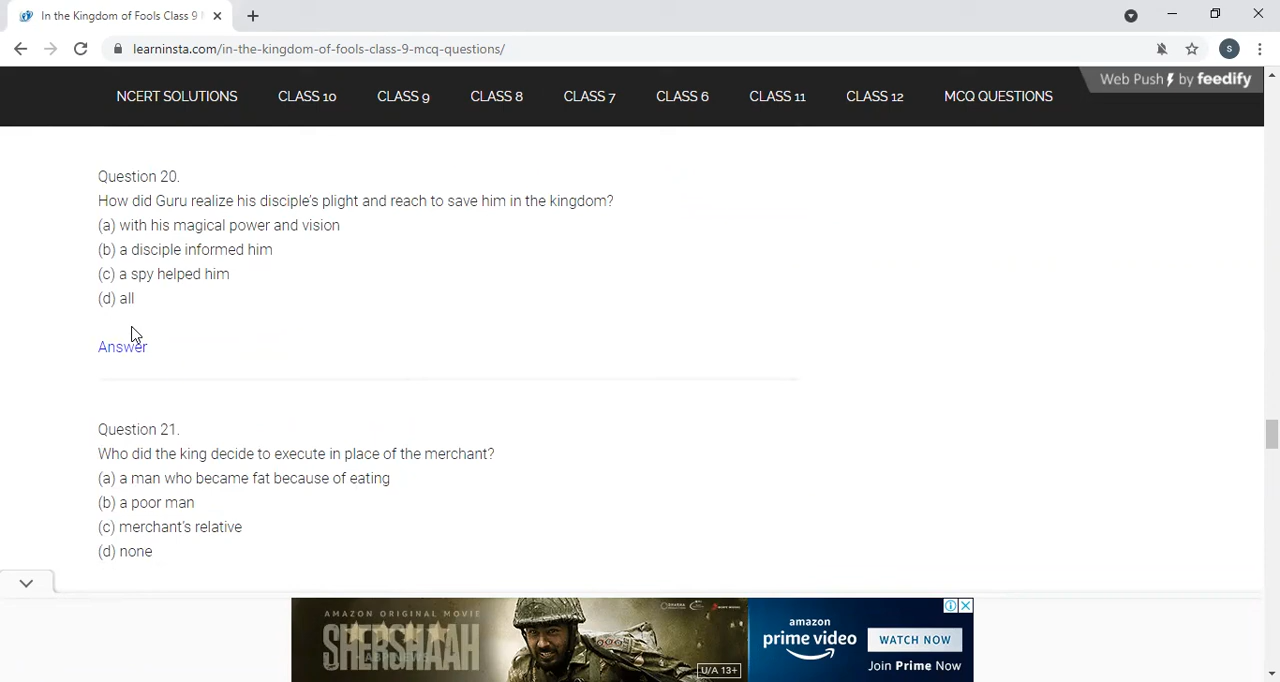 In the Kingdom of Fools Class 9
learninsta.com/in-the-kingdom-of-fools-class-9-mcq-questions/
S
Web Push by feedify
NCERT SOLUTIONS CLASS 10 CLASS 9 CLASS 8 CLASS 7 CLASS 6 CLASS 11 CLASS 12 MCQ QUESTIONS
Question 20.
How did Guru realize his disciple's plight and reach to save him in the kingdom?
(a) with his magical power and vision
(b) a disciple informed him
(c) a spy helped him
(d) all
Answer
Question 21.
Who did the king decide to execute in place of the merchant?
(a) a man who became fat because of eating
(b) a poor man
(c) merchant's relative
(d) none
AMAZON ORIGINAL MOVIE
SHERSHAAH
U/A 13+
amazon
prime video
WATCH NOW
Join Prime Now